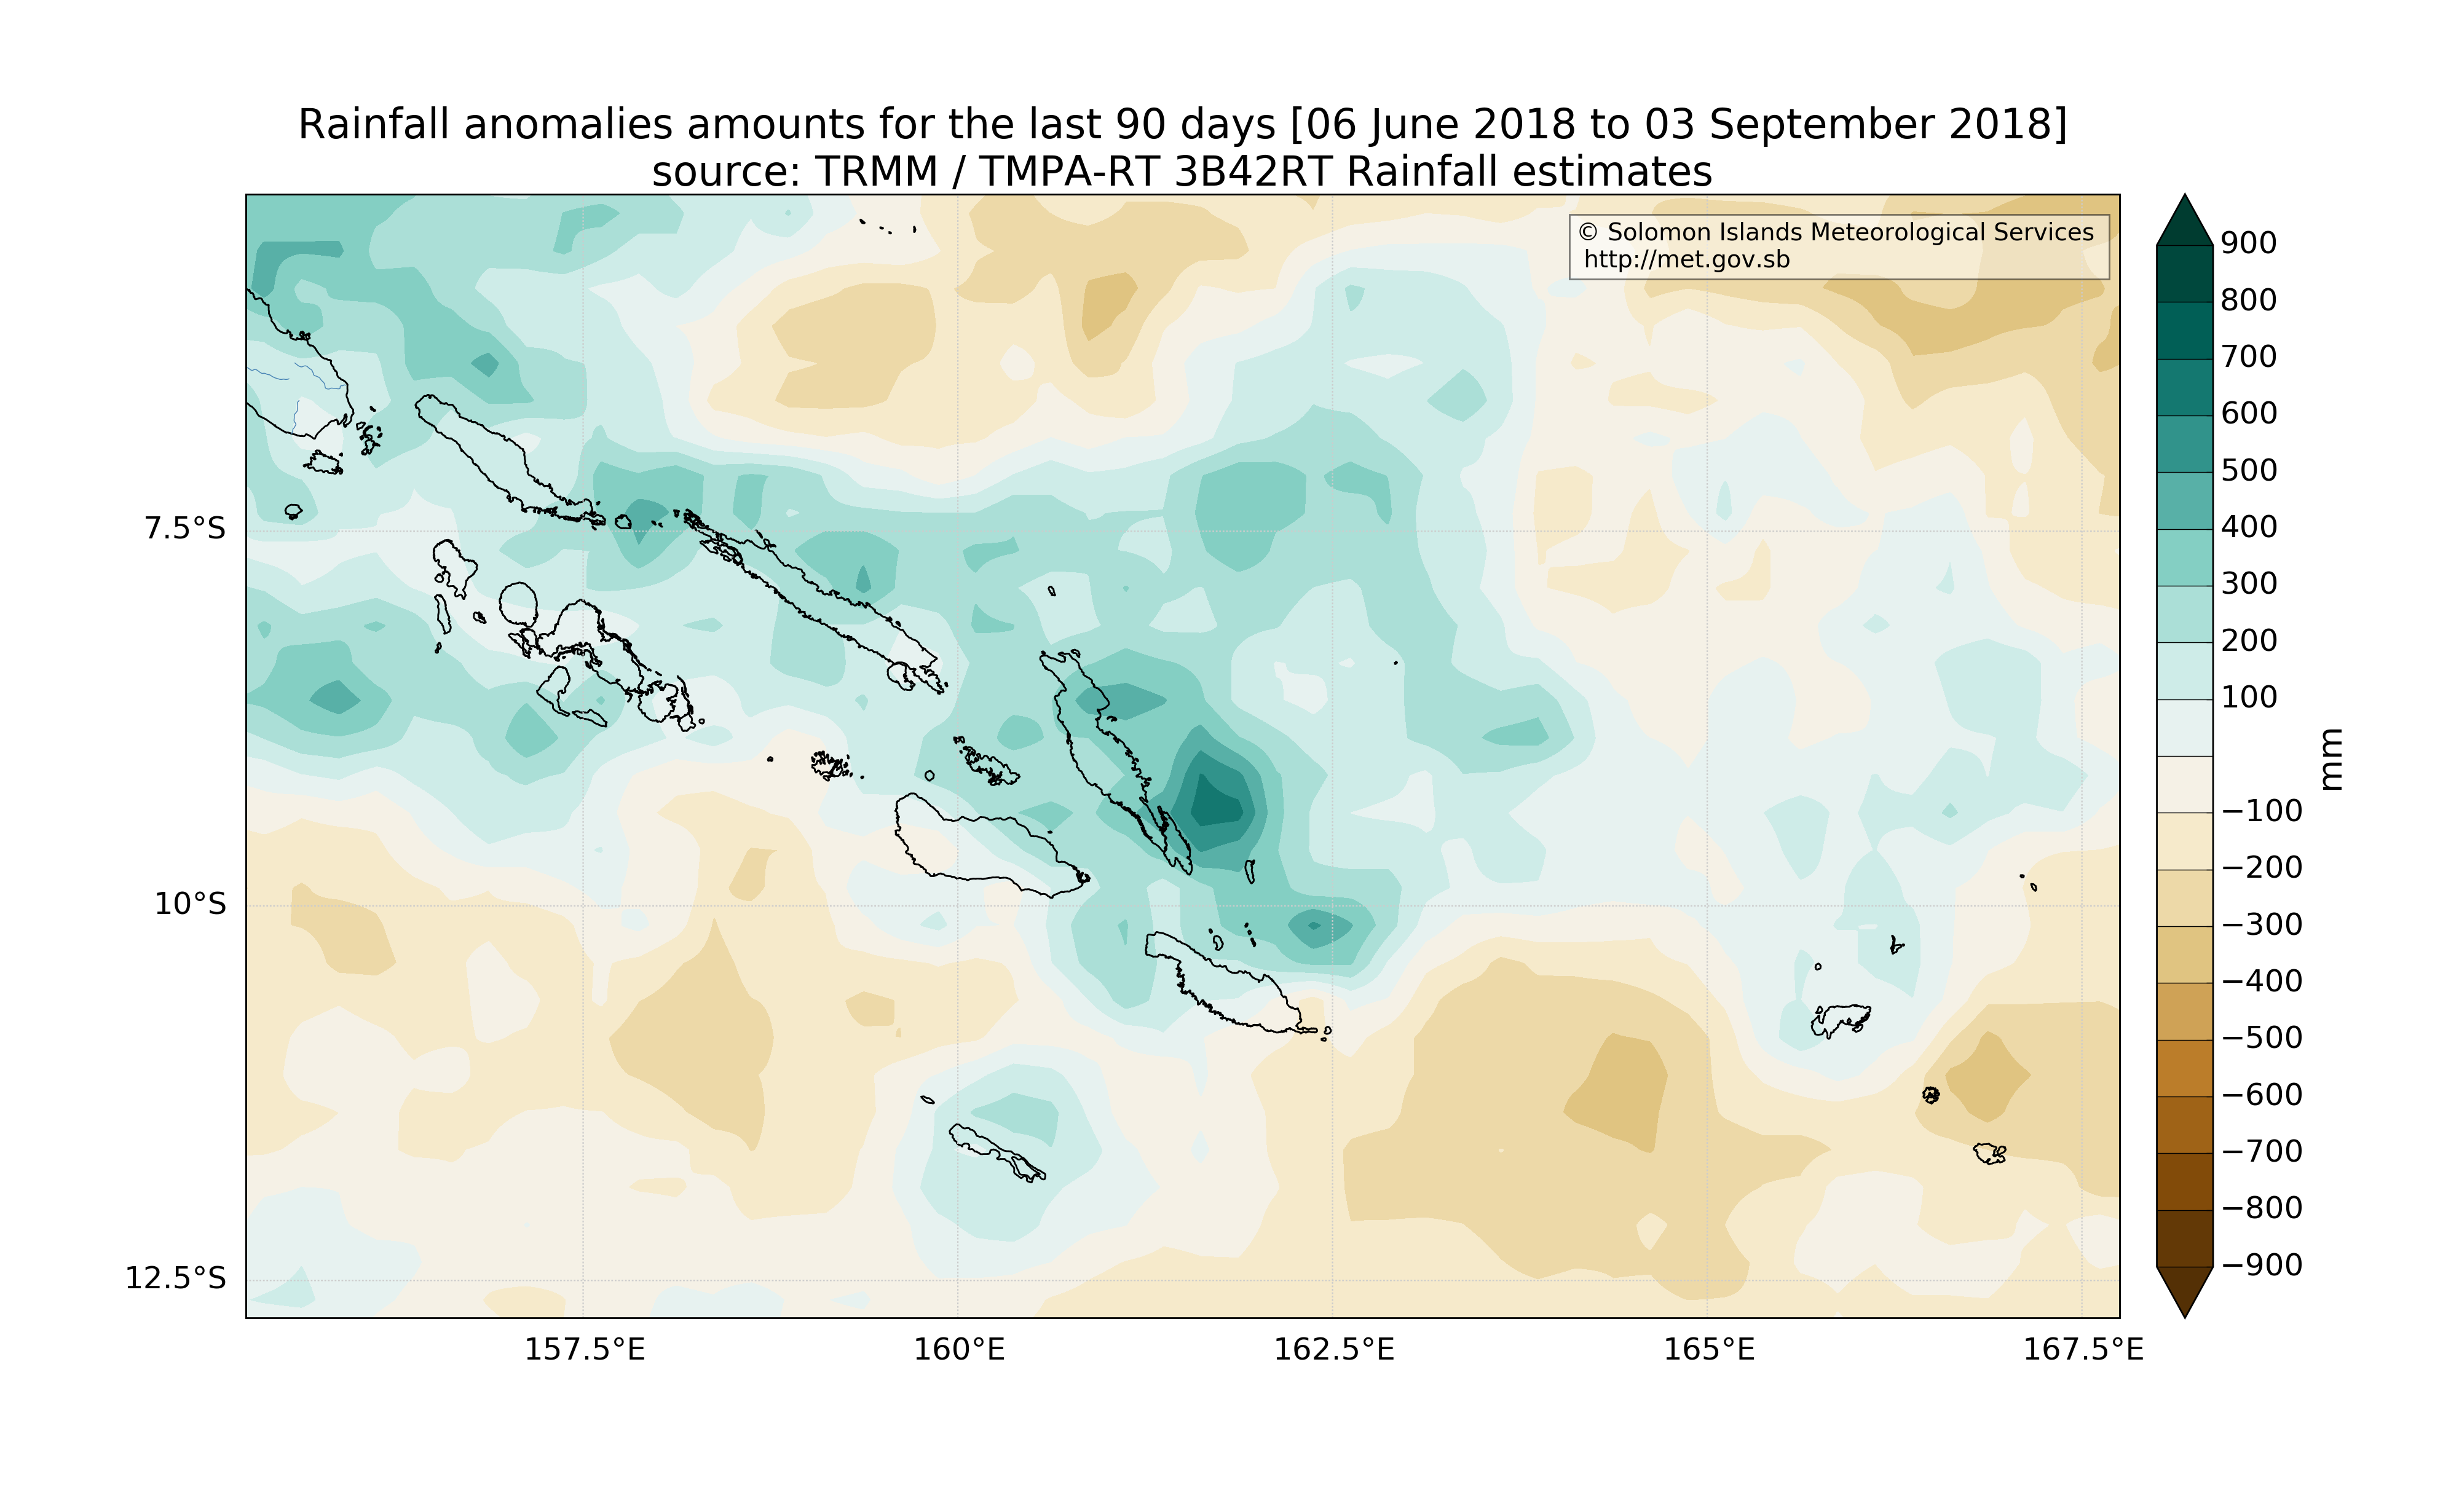 Rainfall anomalies amounts for the last 90 days [06 June 2018 to 03 September 2018]
source: TRMM / TMPA-RT 3B42RT Rainfall estimates
© Solomon Islands Meteorological Services
http://met.gov.sb
7.5°S
10°S
12.5°S
157.5°E
160°E
162.5°E
165°E
167.5°E
900
800
700
600
500
400
300
200
100
−100
−200
−300
−400
−500
−600
−700
−800
−900
mm